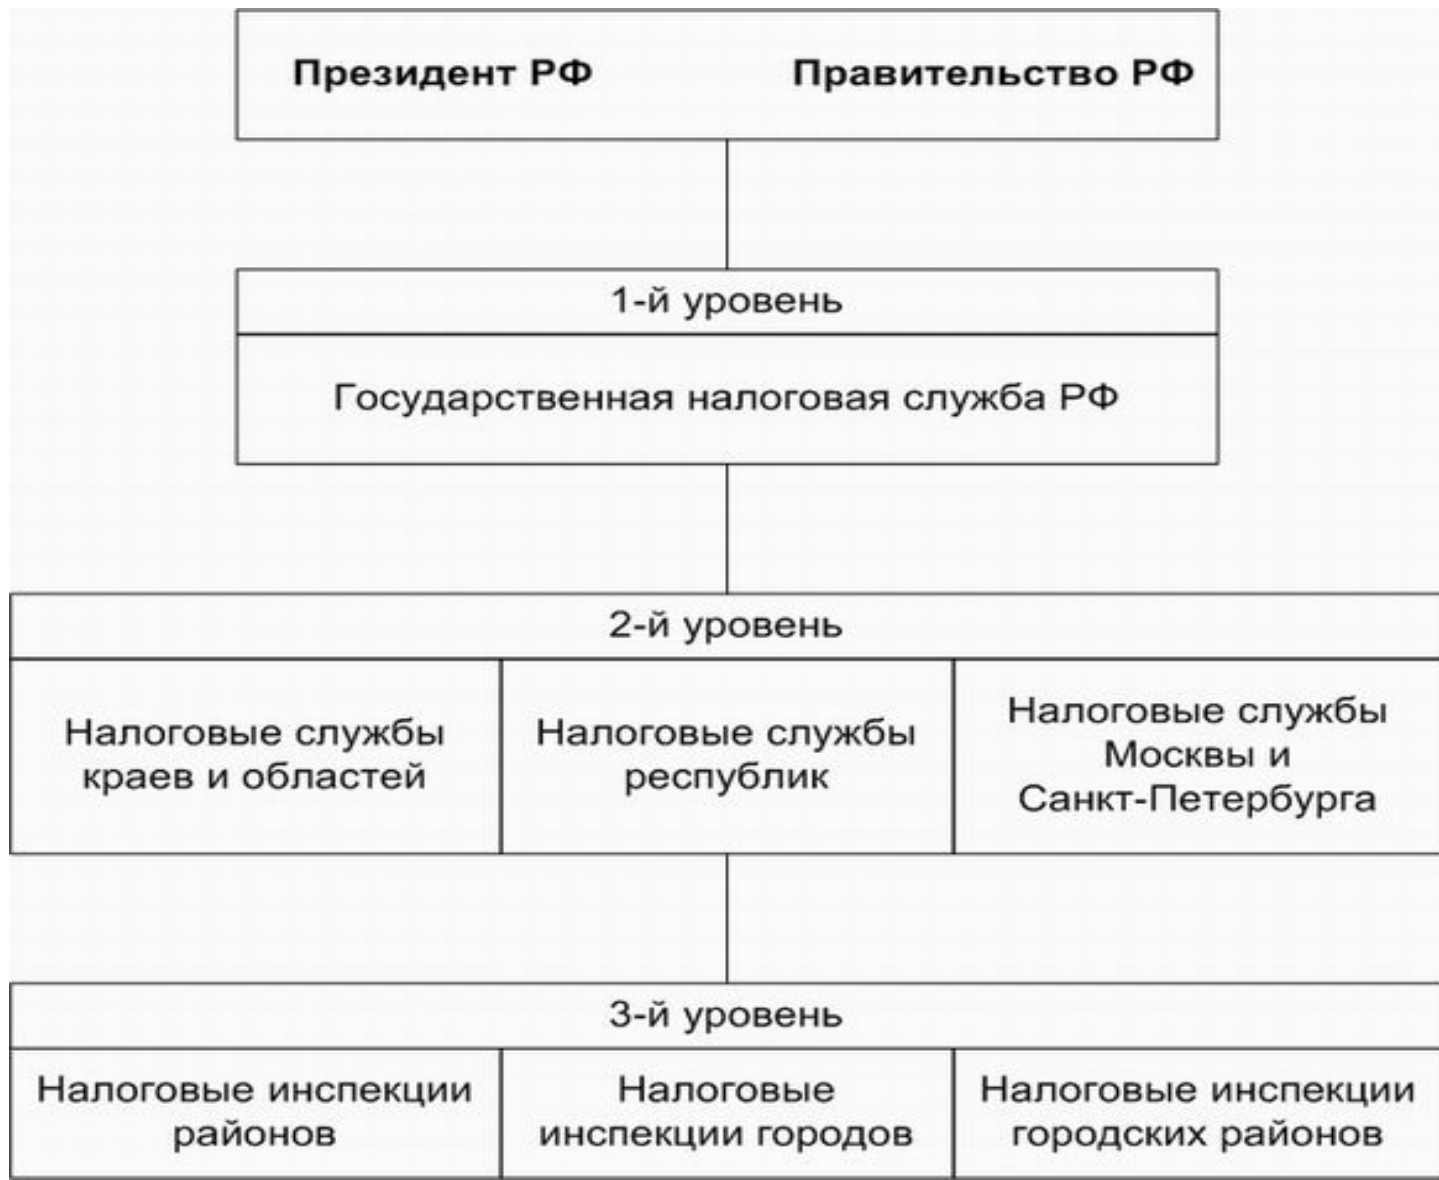 Президент РФ Правительство РФ
1-й уровень
Государственная налоговая служба РФ
2-й уровень
Налоговые службы
краев и областей
Налоговые службы
республик
Налоговые службы
Москвы и
Санкт-Петербурга
3-й уровень
Налоговые инспекции
районов
Налоговые
инспекции городов
Налоговые инспекции
городских районов